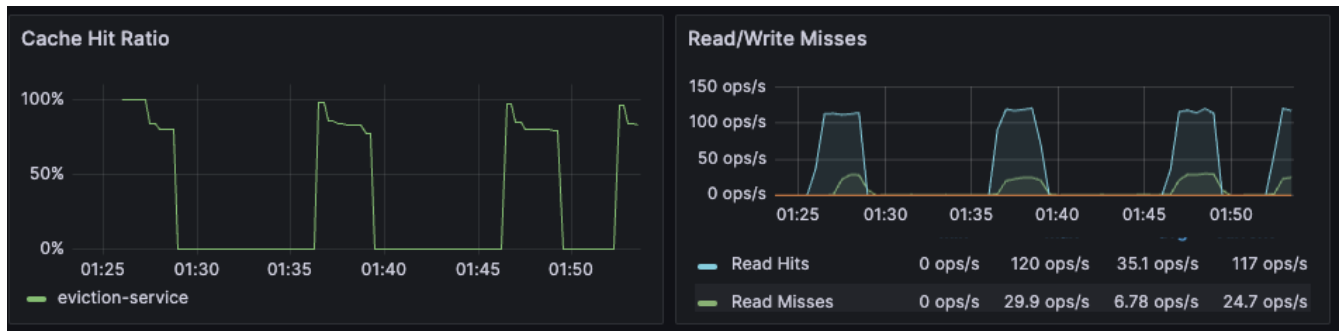 Cache Hit Ratio
100%
50%
0%
01:25 01:30 01:35 01:40 01:45 01:50
eviction-service
Read/Write Misses
150 ops/s
100 ops/s
50 ops/s
0 ops/s
01:25 01:30 01:35 01:40 01:45 01:50
Read Hits 0 ops/s 120 ops/s 35.1 ops/s 117 ops/s
Read Misses 0 ops/s 29.9 ops/s 6.78 ops/s 24.7 ops/s